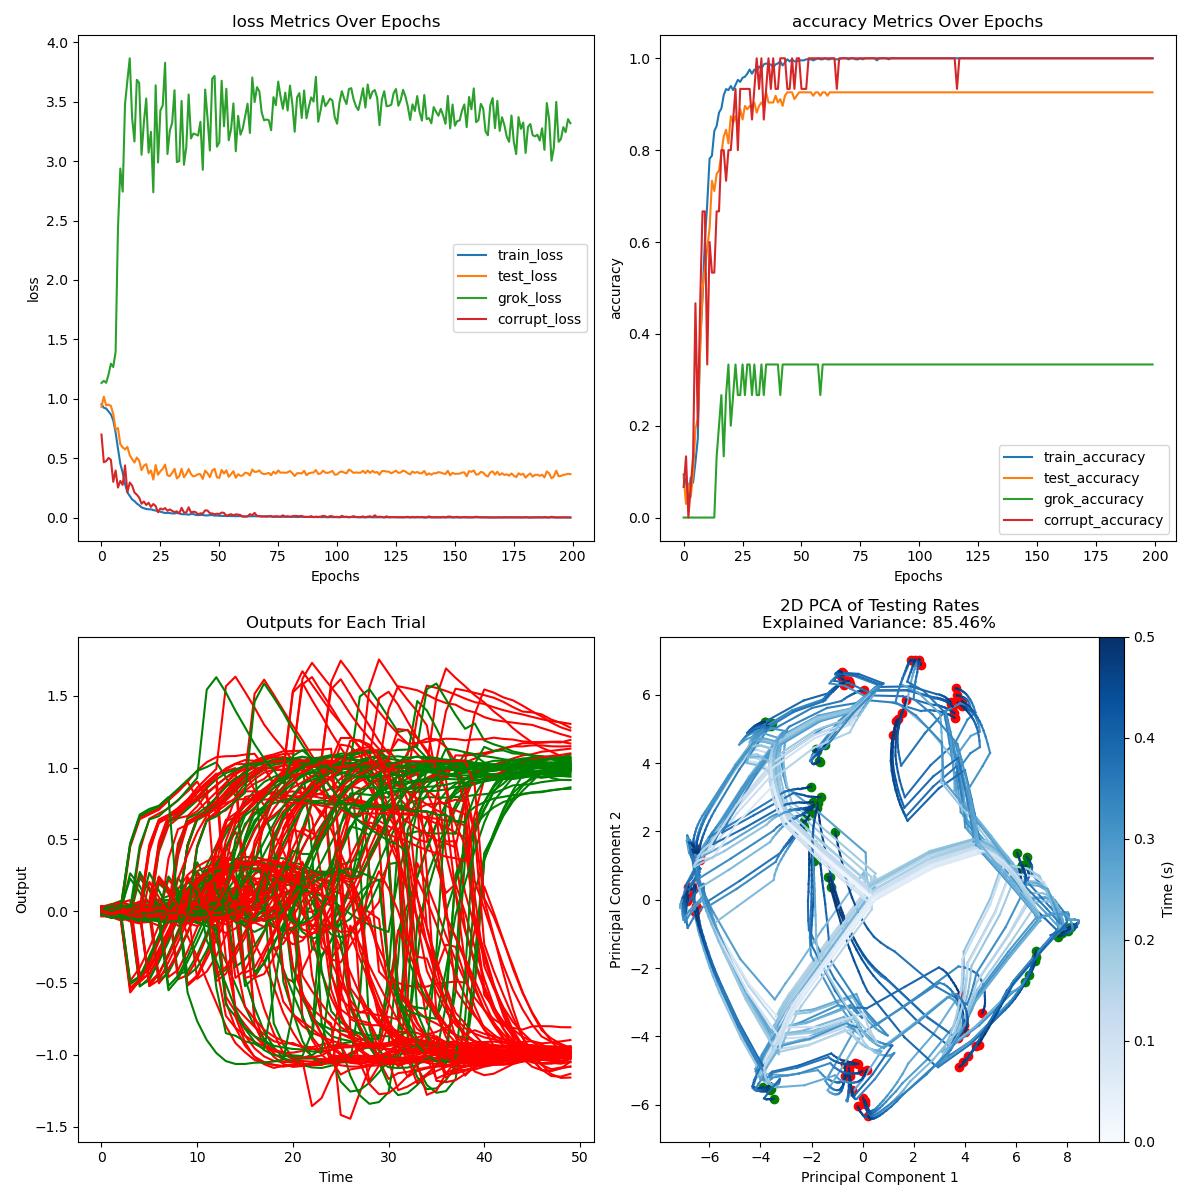 loss Metrics Over Epochs
4.0
3.5
3.0
2.5
2.0
1.5
1.0
0.5
0.0
loss
train_loss
test_loss
grok_loss
corrupt_loss
0 25 50 75 100 125 150 175 200
Epochs
accuracy Metrics Over Epochs
1.0
0.8
0.6
0.4
0.2
0.0
accuracy
train_accuracy
test_accuracy
grok_accuracy
corrupt_accuracy
0 25 50 75 100 125 150 175 200
Epochs
Outputs for Each Trial
1.5
1.0
0.5
0.0
−0.5
−1.0
−1.5
Output
0 10 20 30 40 50
Time
2D PCA of Testing Rates
Explained Variance: 85.46%
6
4
2
0
−2
−4
−6
Principal Component 2
−6 −4 −2 0 2 4 6 8
Principal Component 1
0.5
0.4
0.3
0.2
0.1
0.0
Time (s)